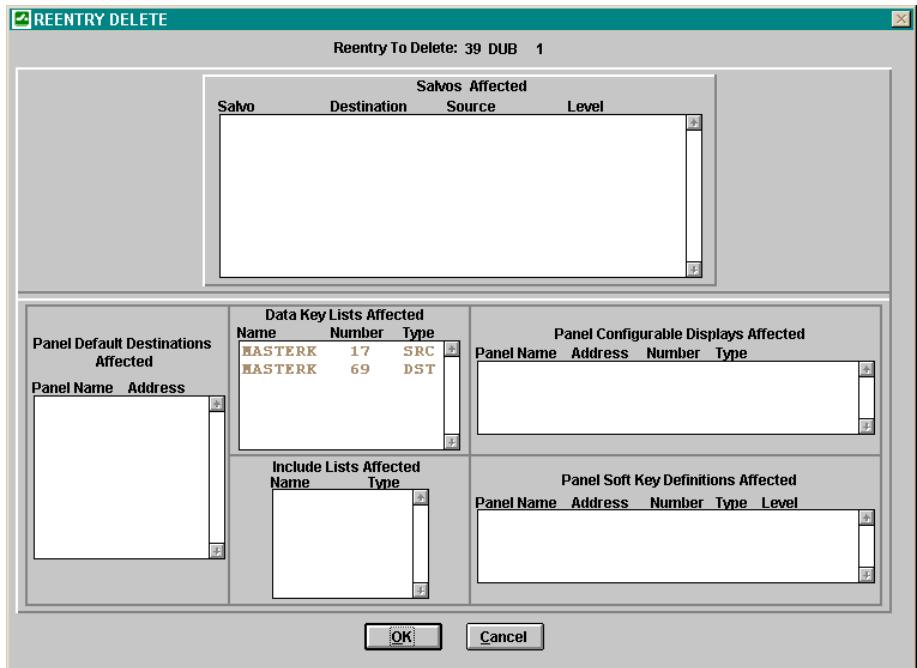 REENTRY DELETE
Reentry To Delete: 39 DUB 1
Salvos Affected
Salvo Destination Source Level
Panel Default Destinations
Affected
Panel Name Address
Data Key Lists Affected
Name Number Type
MASTERK 17 SRC
MASTERK 69 DST
Include Lists Affected
Name Type
Panel Configurable Displays Affected
Panel Name Address Number Type
Panel Soft Key Definitions Affected
Panel Name Address Number Type Level
OK Cancel